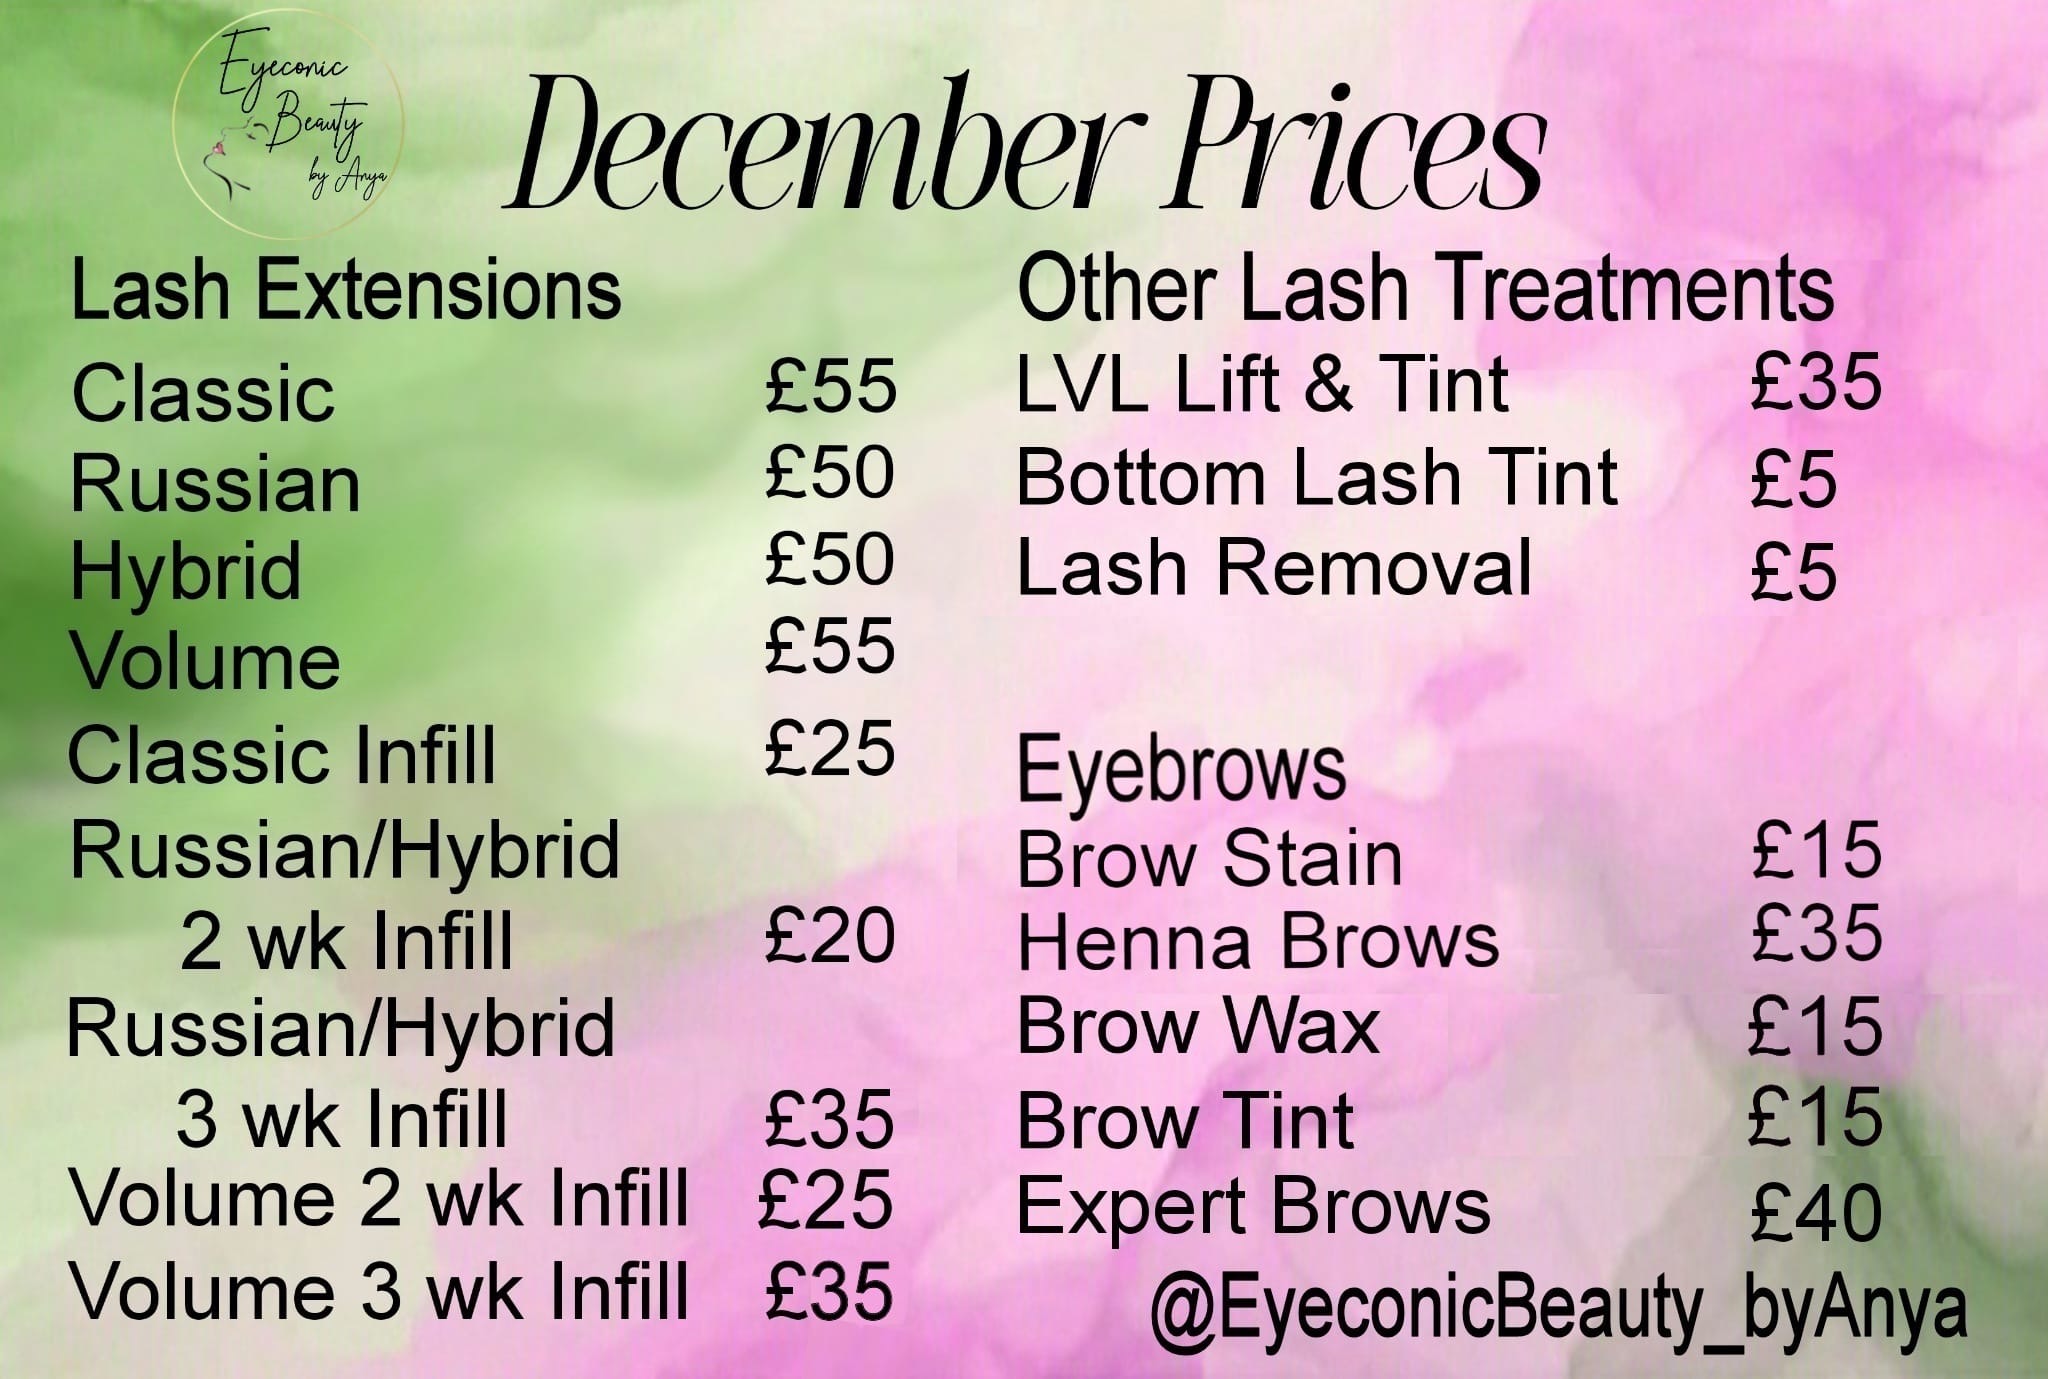 Eyeconic
Beauty
by Anya
December Prices
Lash Extensions
Classic £55
Russian £50
Hybrid £50
Volume £55
Classic Infill £25
Russian/Hybrid
2 wk Infill £20
Russian/Hybrid
3 wk Infill £35
Volume 2 wk Infill £25
Volume 3 wk Infill £35
Other Lash Treatments
LVL Lift & Tint £35
Bottom Lash Tint £5
Lash Removal £5
Eyebrows
Brow Stain £15
Henna Brows £35
Brow Wax £15
Brow Tint £15
Expert Brows £40
@EyeconicBeauty_byAnya